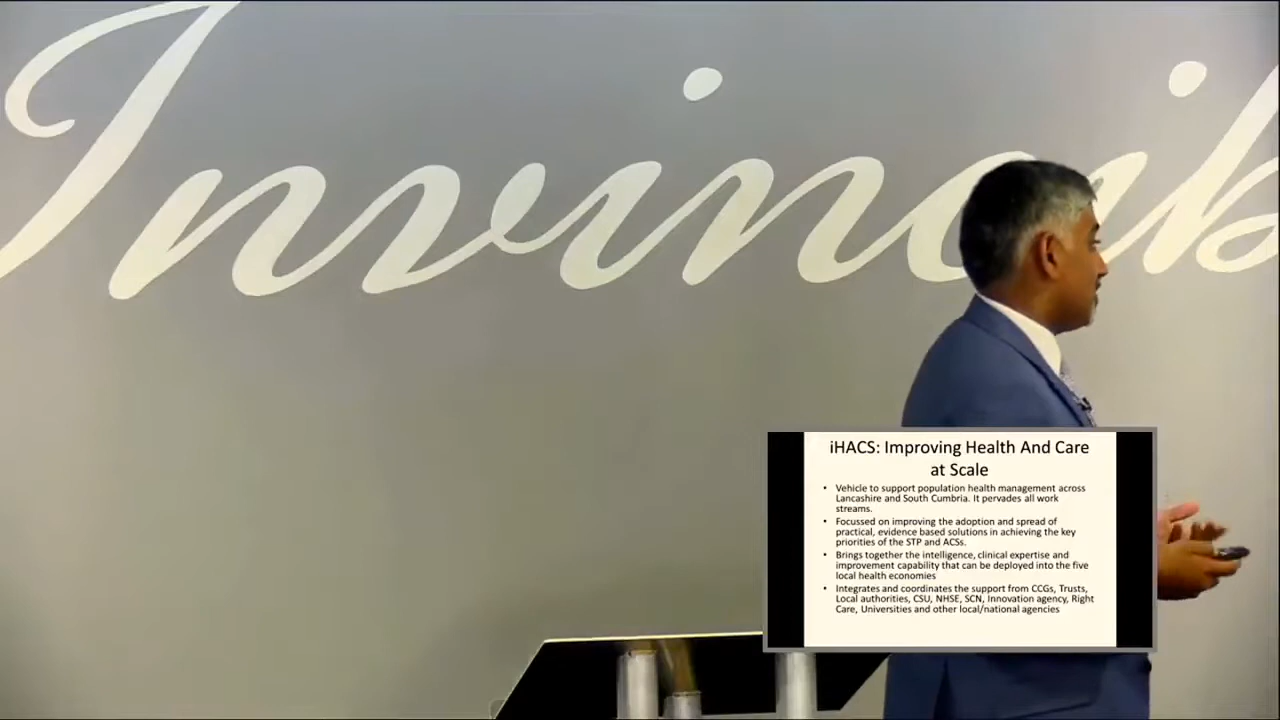 Invincib
iHACS: Improving Health And Care
at Scale
• Vehicle to support population health management across
Lancashire and South Cumbria. It pervades all work
streams.
• Focussed on improving the adoption and spread of
practical, evidence based solutions in achieving the key
priorities of the STP and ACSs.
• Brings together the intelligence, clinical expertise and
improvement capability that can be deployed into the five
local health economies
• Integrates and coordinates the support from CCGs, Trusts,
Local authorities, CSU, NHSE, SCN, Innovation agency, Right
Care, Universities and other local/national agencies